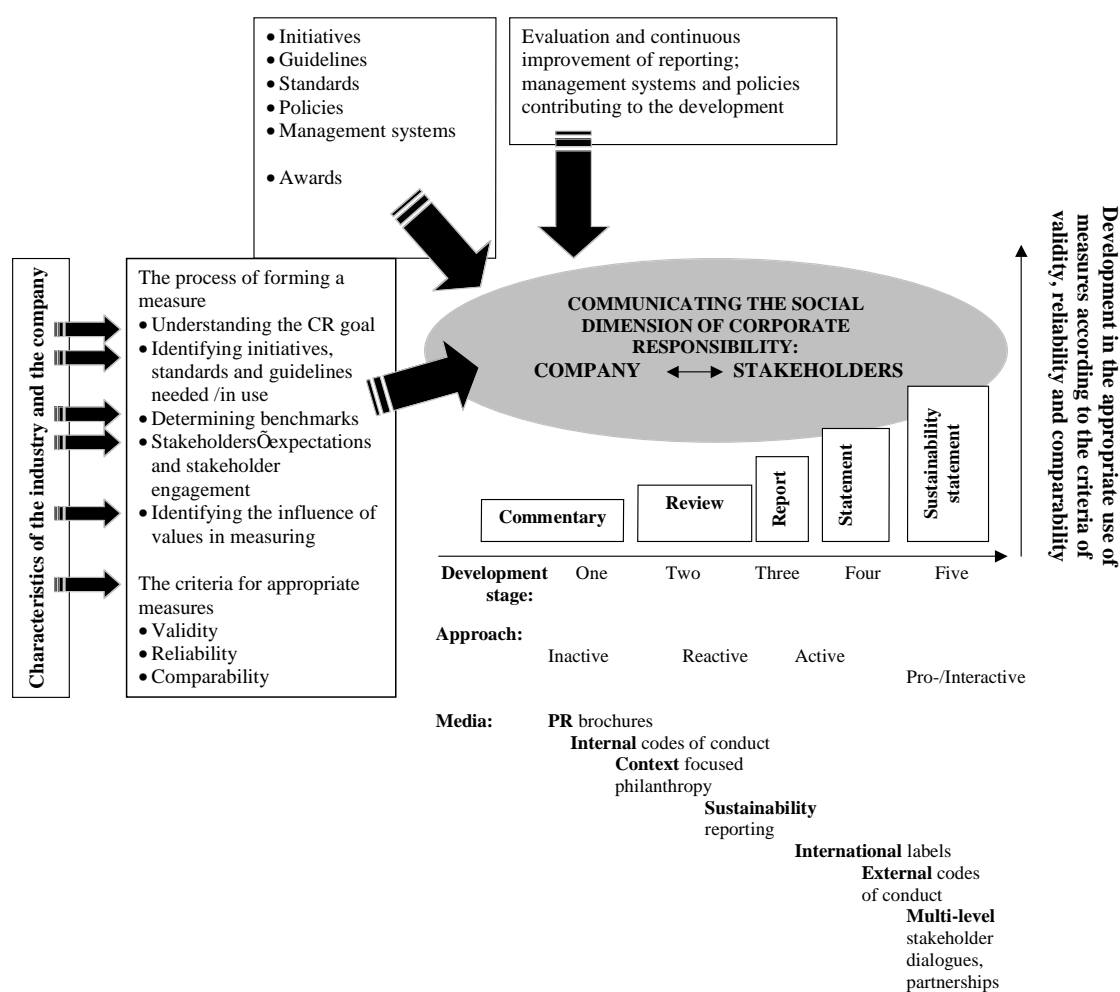 • Initiatives
• Guidelines
• Standards
• Policies
• Management systems
• Awards
Evaluation and continuous
improvement of reporting;
management systems and policies
contributing to the development
Characteristics of the industry and the company
The process of forming a
measure
• Understanding the CR goal
• Identifying initiatives,
standards and guidelines
needed /in use
• Determining benchmarks
• StakeholdersÕexpectations
and stakeholder
engagement
• Identifying the influence of
values in measuring
The criteria for appropriate
measures
• Validity
• Reliability
• Comparability
COMMUNICATING THE SOCIAL
DIMENSION OF CORPORATE
RESPONSIBILITY:
COMPANY STAKEHOLDERS
Development in the appropriate use of
measures according to the criteria of
validity, reliability and comparability
Commentary
Review
Report
Statement
Sustainability
statement
Development
stage:
One Two Three Four Five
Approach:
Inactive Reactive Active
Pro-/Interactive
Media: PR brochures
Internal codes of conduct
Context focused
philanthropy
Sustainability
reporting
International labels
External codes
of conduct
Multi-level
stakeholder
dialogues,
partnerships